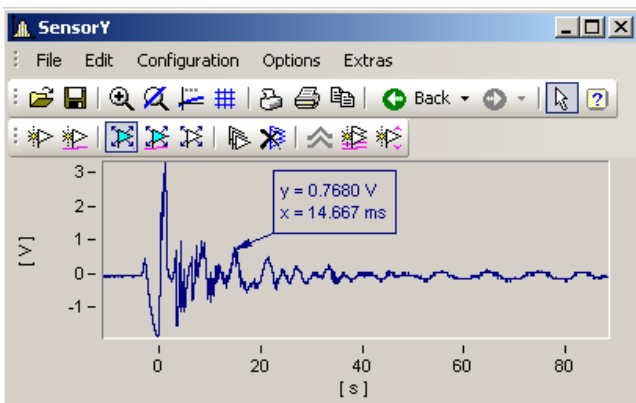 SensorY
File Edit Configuration Options Extras
Back
y = 0.7680 V
x = 14.667 ms
3
2
1
0
-1
[ V ]
0 20 40 60 80
[ s ]